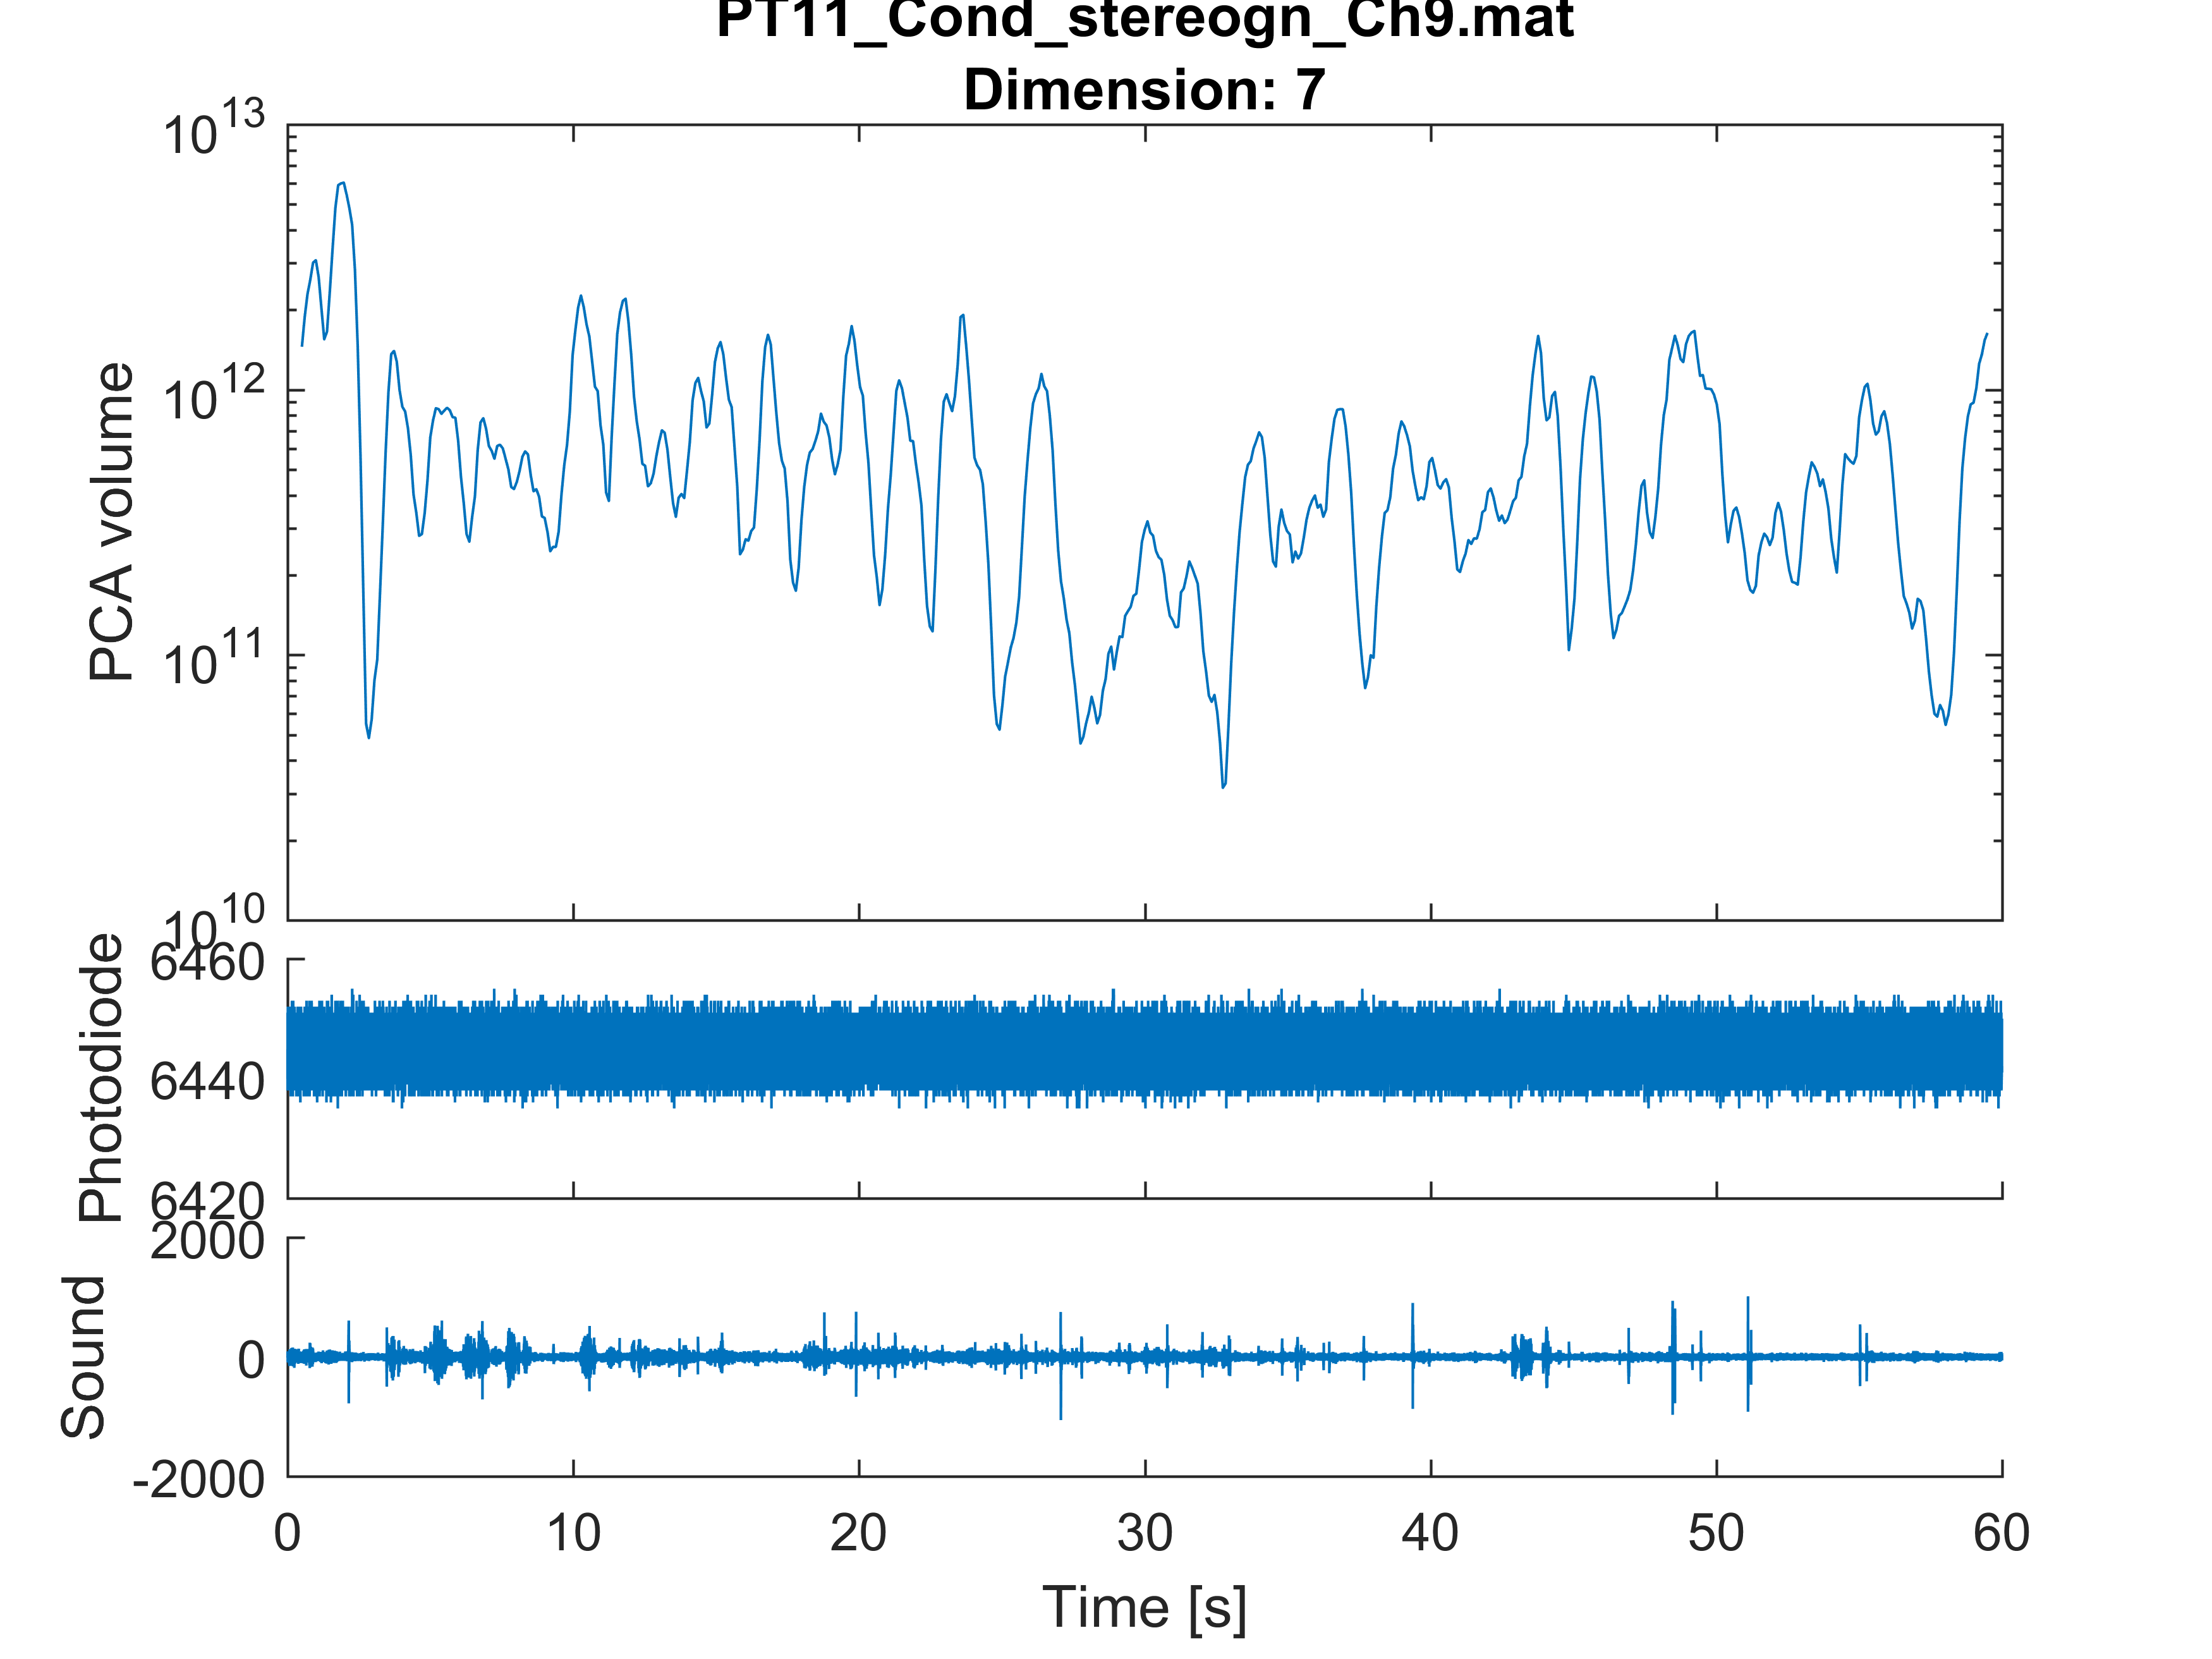 PT11_Cond_stereogn_Ch9.mat
Dimension: 7
10^13
10^12
10^11
10^10
PCA volume
6460
6440
6420
Photodiode
2000
0
-2000
Sound
0 10 20 30 40 50 60
Time [s]